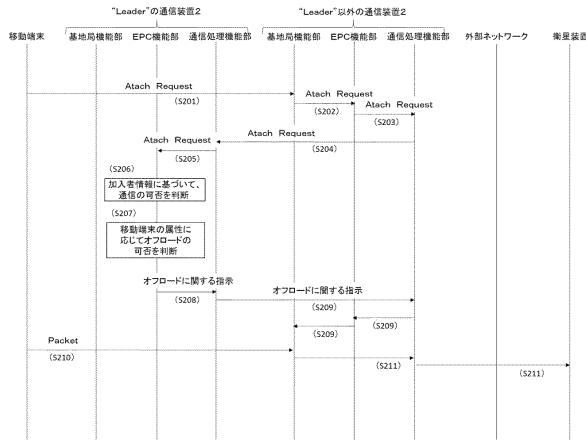 “Leader”の通信装置2
“Leader”以外の通信装置2
移動端末
基地局機能部
EPC機能部
通信処理機能部
基地局機能部
EPC機能部
通信処理機能部
外部ネットワーク
衛星装置
Atach Request
(S201)
Atach Request
(S202)
Atach Request
(S203)
Atach Request
(S204)
Atach Request
(S205)
(S206)
加入者情報に基づいて、
通信の可否を判断
(S207)
移動端末の属性に
応じてオフロードの
可否を判断
オフロードに関する指示
(S208)
オフロードに関する指示
(S209)
(S209)
(S209)
Packet
(S210)
(S211)
(S211)